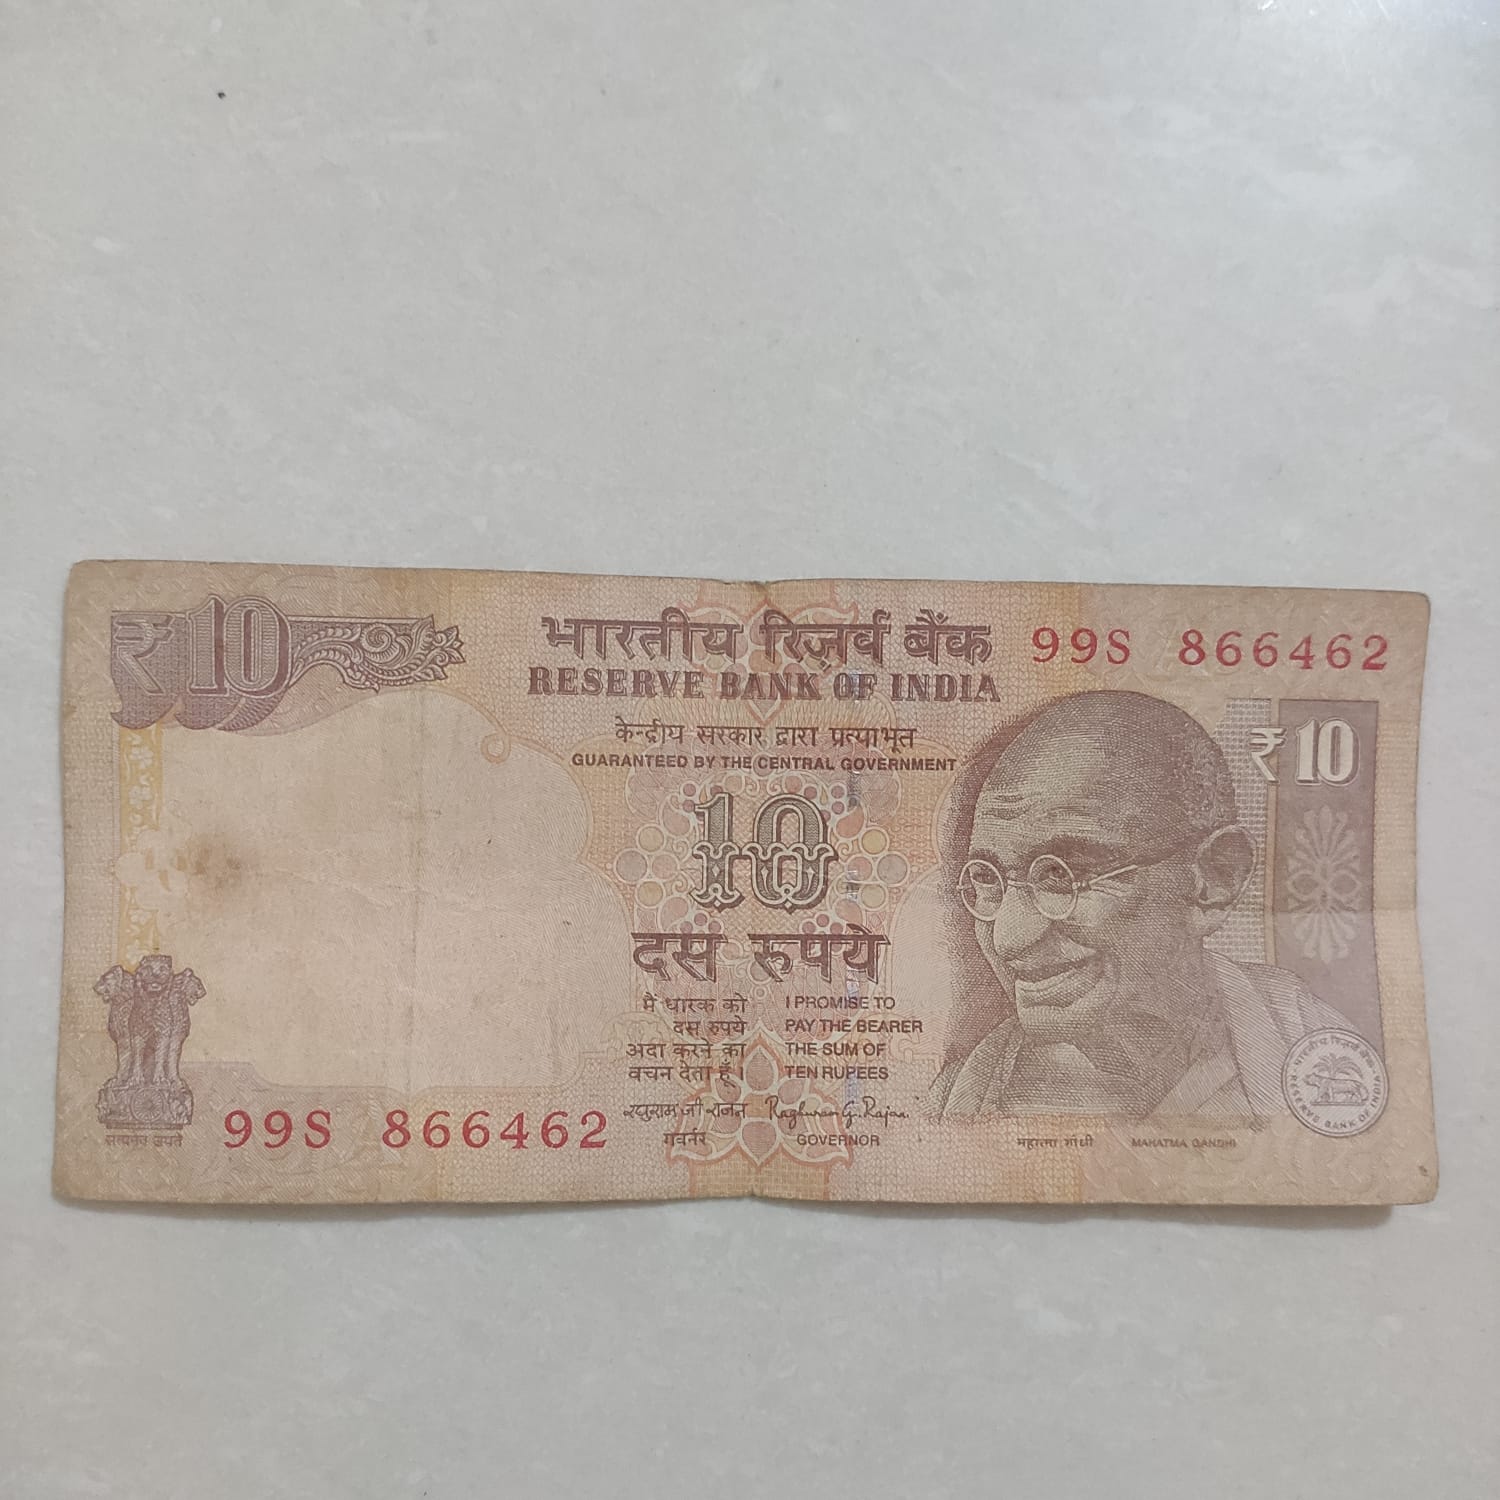 ₹10
भारतीय रिज़र्व बैंक
RESERVE BANK OF INDIA
99S 866462
केन्द्रीय सरकार द्वारा प्रत्याभूत
GUARANTEED BY THE CENTRAL GOVERNMENT
₹10
10
दस रुपये
मैं धारक को
दस रुपये
अदा करने का
वचन देता हूँ।
I PROMISE TO
PAY THE BEARER
THE SUM OF
TEN RUPEES
रघुराम जी राजन
Raghuram G. Rajan
गवर्नर
GOVERNOR
सत्यमेव जयते
99S 866462
महात्मा गांधी
MAHATMA GANDHI
भारतीय रिज़र्व बैंक
RESERVE BANK OF INDIA